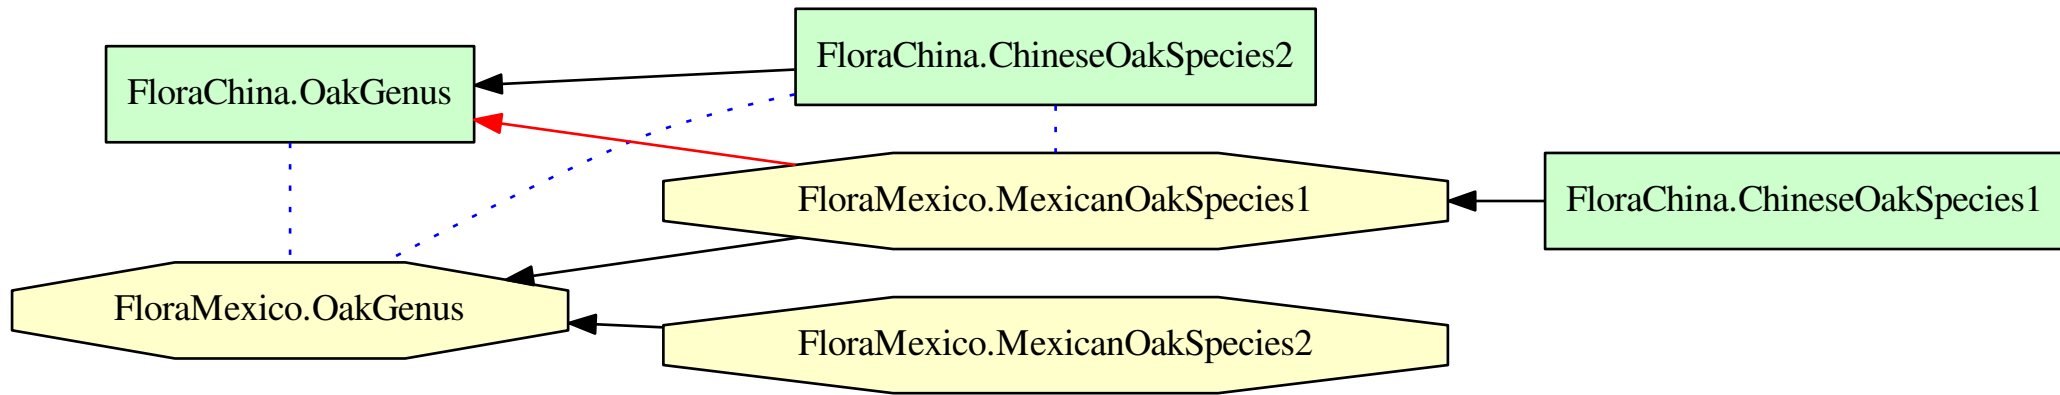 FloraChina.ChineseOakSpecies2
FloraChina.OakGenus
FloraMexico.MexicanOakSpecies1
FloraChina.ChineseOakSpecies1
FloraMexico.OakGenus
FloraMexico.MexicanOakSpecies2